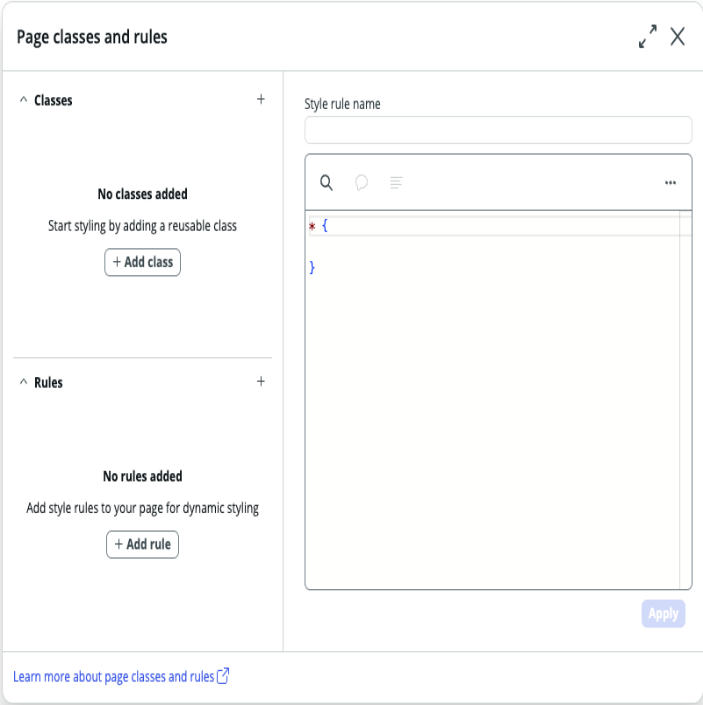 Page classes and rules
Classes
No classes added
Start styling by adding a reusable class
+ Add class
Rules
No rules added
Add style rules to your page for dynamic styling
+ Add rule
Style rule name
* {
}
Apply
Learn more about page classes and rules